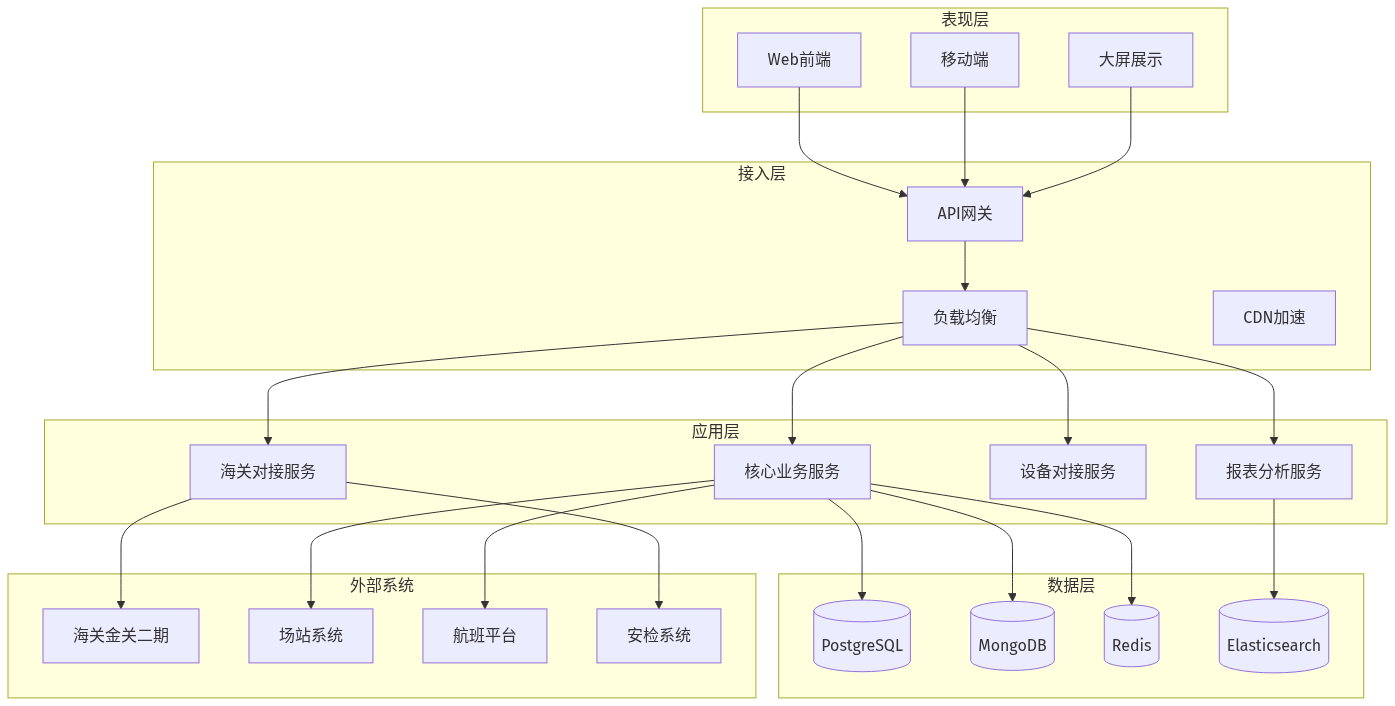 表现层
Web前端
移动端
大屏展示
接入层
API网关
负载均衡
CDN加速
应用层
海关对接服务
核心业务服务
设备对接服务
报表分析服务
外部系统
海关金关二期
场站系统
航班平台
安检系统
数据层
PostgreSQL
MongoDB
Redis
Elasticsearch